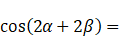 cos(2α + 2β) =